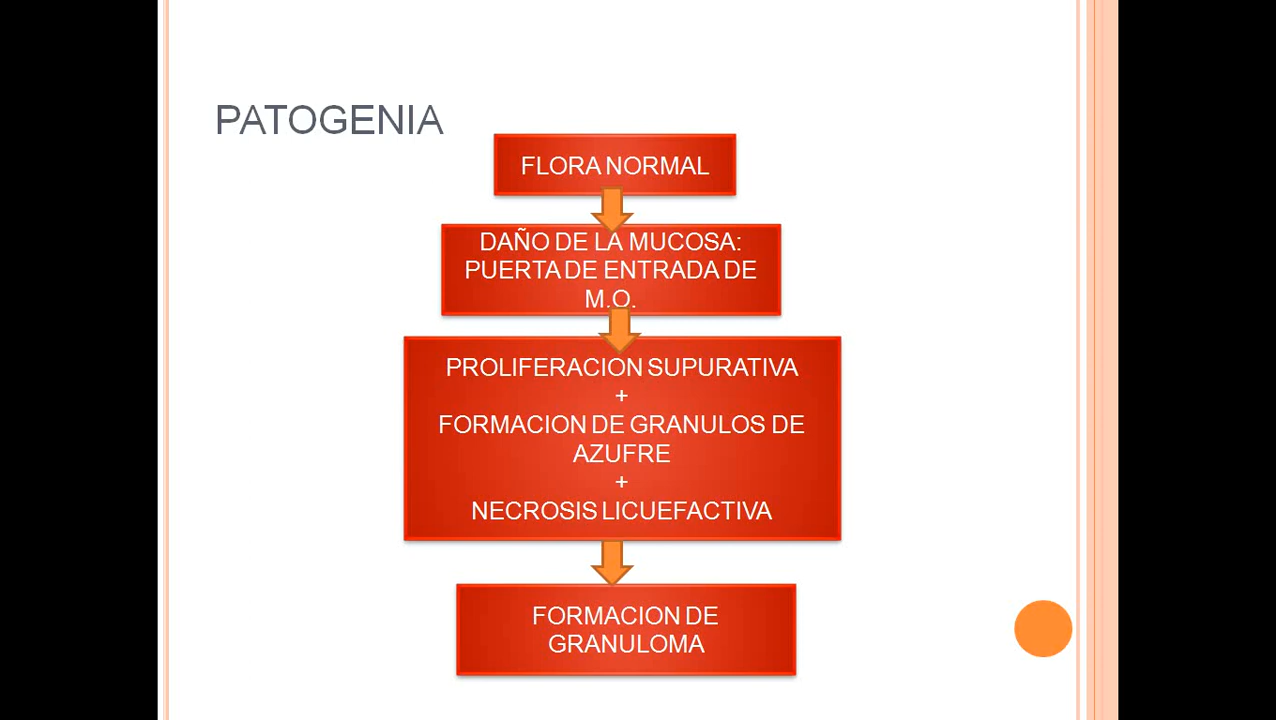 PATOGENIA
FLORA NORMAL
DAÑO DE LA MUCOSA:
PUERTA DE ENTRADA DE
M.O.
PROLIFERACION SUPURATIVA
+
FORMACION DE GRANULOS DE
AZUFRE
+
NECROSIS LICUEFACTIVA
FORMACION DE
GRANULOMA